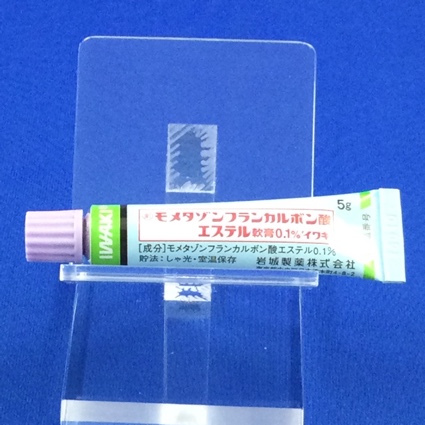 IWAKI
モメタゾンフランカルボン酸
エステル軟膏0.1%「イワキ」
5g
[成分]モメタゾンフランカルボン酸エステル0.1%
貯法:しゃ光・室温保存
岩城製薬株式会社